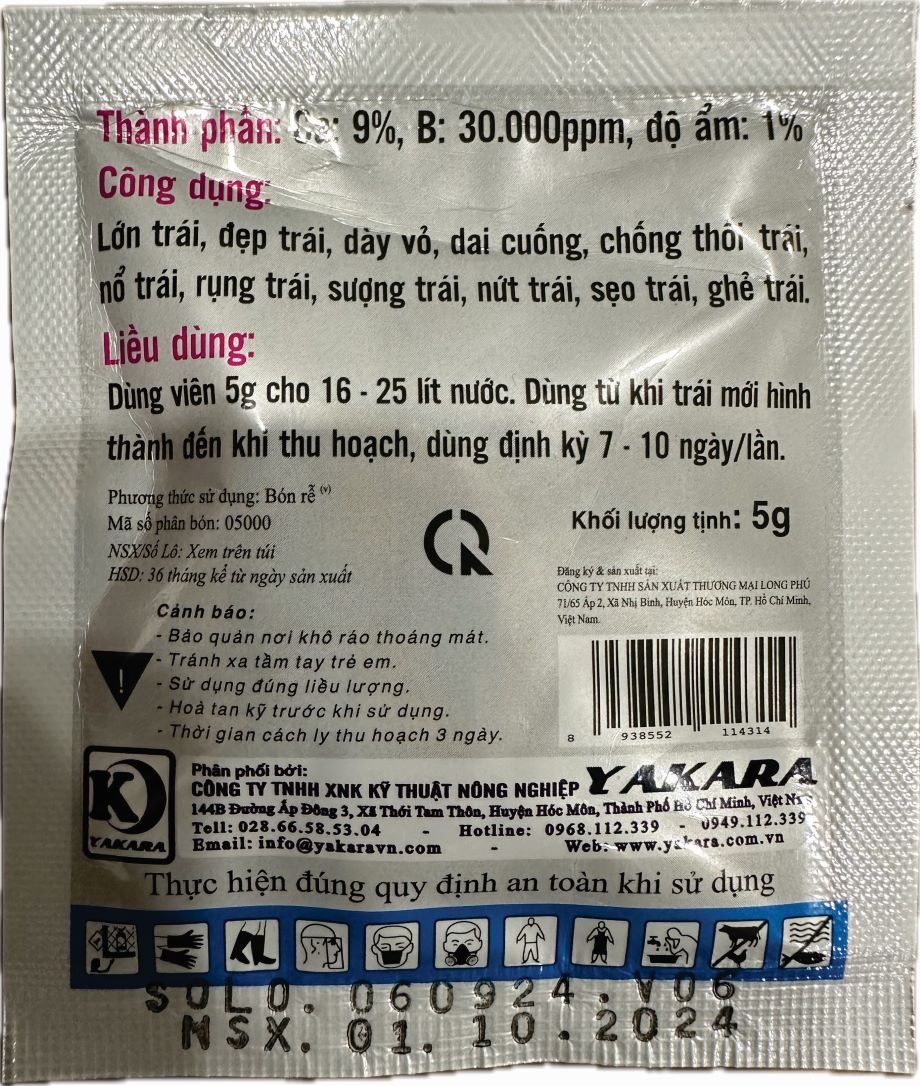 Thành phần: Ca: 9%, B: 30.000ppm, độ ẩm: 1%
Công dụng:
Lớn trái, đẹp trái, dày vỏ, dai cuống, chống thối trái,
nổ trái, rụng trái, sượng trái, nứt trái, sẹo trái, ghẻ trái.
Liều dùng:
Dùng viên 5g cho 16 - 25 lít nước. Dùng từ khi trái mới hình
thành đến khi thu hoạch, dùng định kỳ 7 - 10 ngày/lần.
Phương thức sử dụng: Bón rễ (v)
Mã số phân bón: 05000
NSX/Số Lô: Xem trên túi
HSD: 36 tháng kể từ ngày sản xuất
Khối lượng tịnh: 5g
Đăng ký & sản xuất tại:
CÔNG TY TNHH SẢN XUẤT THƯƠNG MẠI LONG PHÚ
71/65 Ấp 2, Xã Nhị Bình, Huyện Hóc Môn, TP. Hồ Chí Minh,
Việt Nam.
Cảnh báo:
- Bảo quản nơi khô ráo thoáng mát.
- Tránh xa tầm tay trẻ em.
- Sử dụng đúng liều lượng.
- Hoà tan kỹ trước khi sử dụng.
- Thời gian cách ly thu hoạch 3 ngày.
8 938552 114314
YAKARA
Phân phối bởi:
CÔNG TY TNHH XNK KỸ THUẬT NÔNG NGHIỆP YAKARA
144B Đường Ấp Đông 3, Xã Thới Tam Thôn, Huyện Hóc Môn, Thành Phố Hồ Chí Minh, Việt
Tell: 028.66.58.53.04 - Hotline: 0968.112.339 - 0949.112.339
Email: info@yakaravn.com - Web: www.yakara.com.vn
Thực hiện đúng quy định an toàn khi sử dụng
SOLO. 060924.V06
NSX. 01.10.2024